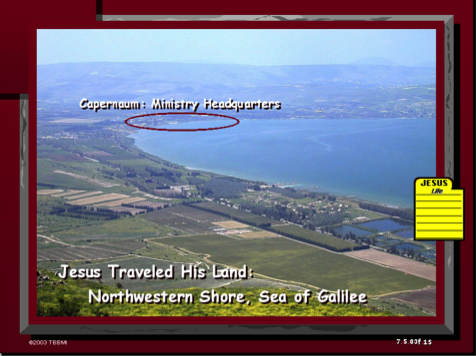 Capernaum: Ministry Headquarters
JESUS
Life
Jesus Traveled His Land:
Northwestern Shore, Sea of Galilee
©2003 TBBMI
7.5.03f.15